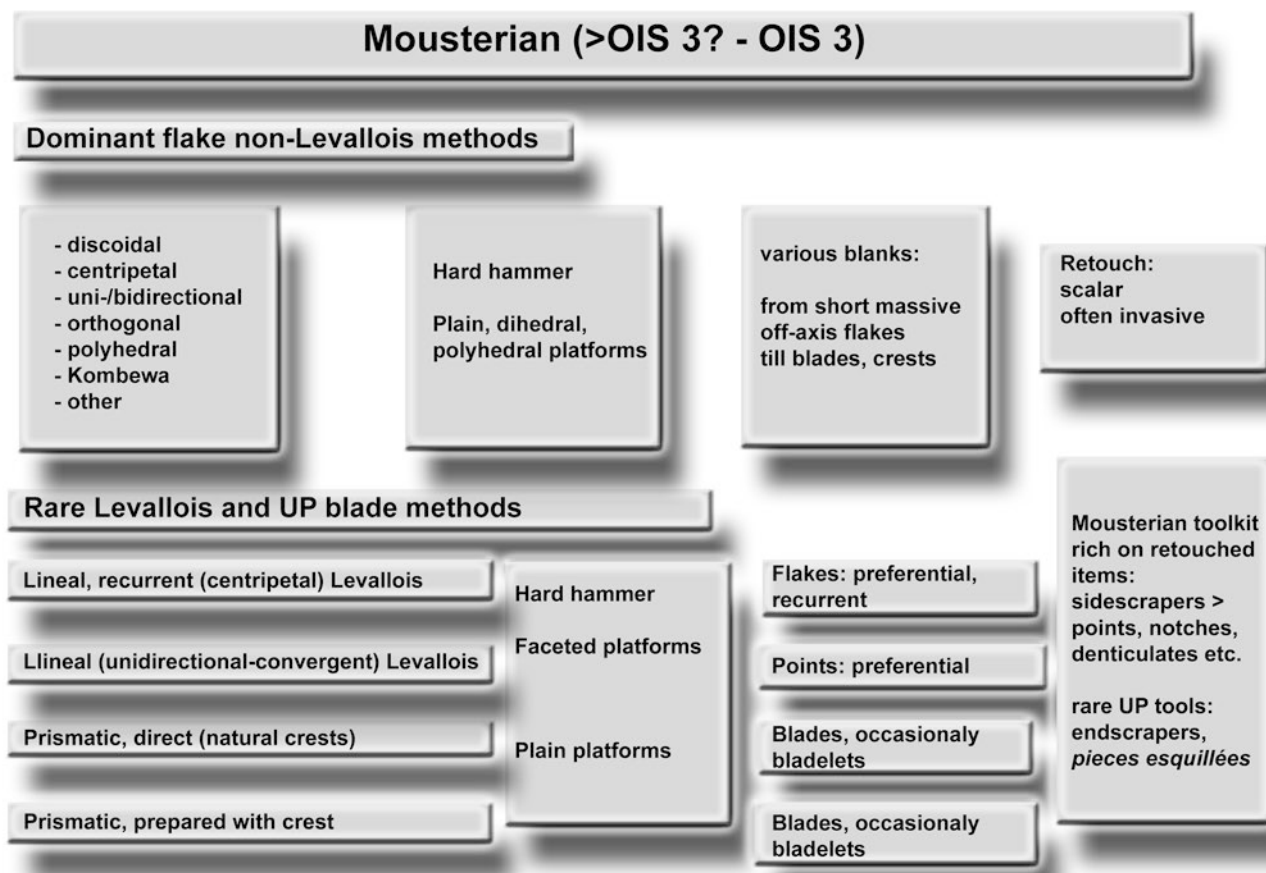 Mousterian (>OIS 3? - OIS 3)
Dominant flake non-Levallois methods
- discoidal
- centripetal
- uni-/bidirectional
- orthogonal
- polyhedral
- Kombewa
- other
Hard hammer
Plain, dihedral,
polyhedral platforms
various blanks:
from short massive
off-axis flakes
till blades, crests
Retouch:
scalar
often invasive
Rare Levallois and UP blade methods
Lineal, recurrent (centripetal) Levallois
Llineal (unidirectional-convergent) Levallois
Prismatic, direct (natural crests)
Prismatic, prepared with crest
Hard hammer
Faceted platforms
Plain platforms
Flakes: preferential,
recurrent
Points: preferential
Blades, occasionaly
bladelets
Blades, occasionaly
bladelets
Mousterian toolkit
rich on retouched
items:
sidescrapers >
points, notches,
denticulates etc.
rare UP tools:
endscrapers,
pieces esquillées